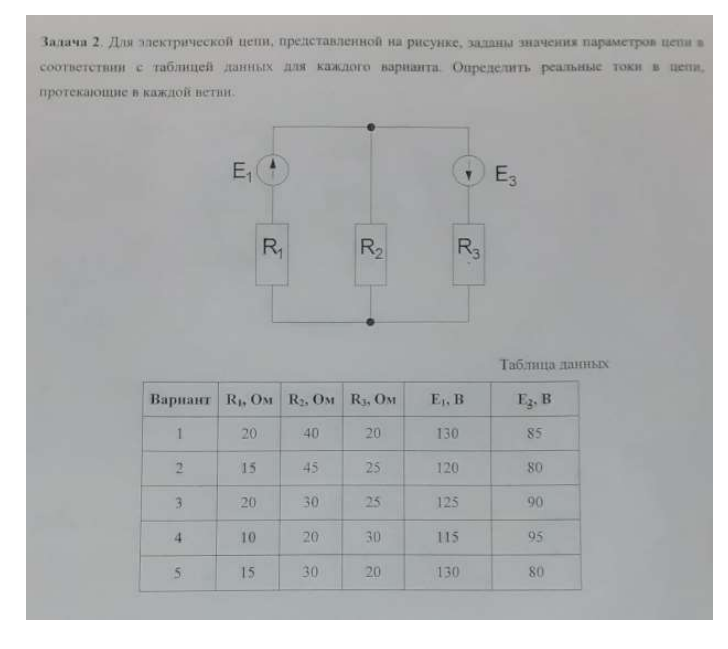 Задача 2. Для электрической цепи, представленной на рисунке, заданы значения параметров цепи в
соответствии с таблицей данных для каждого варианта. Определить реальные токи в цепи,
протекающие в каждой ветви.
E1 E3
R1 R2 R3
Таблица данных
Вариант R1, Ом R2, Ом R3, Ом E1, В E3, В
1 20 40 20 130 85
2 15 45 25 120 80
3 20 30 25 125 90
4 10 20 30 115 95
5 15 30 20 130 80